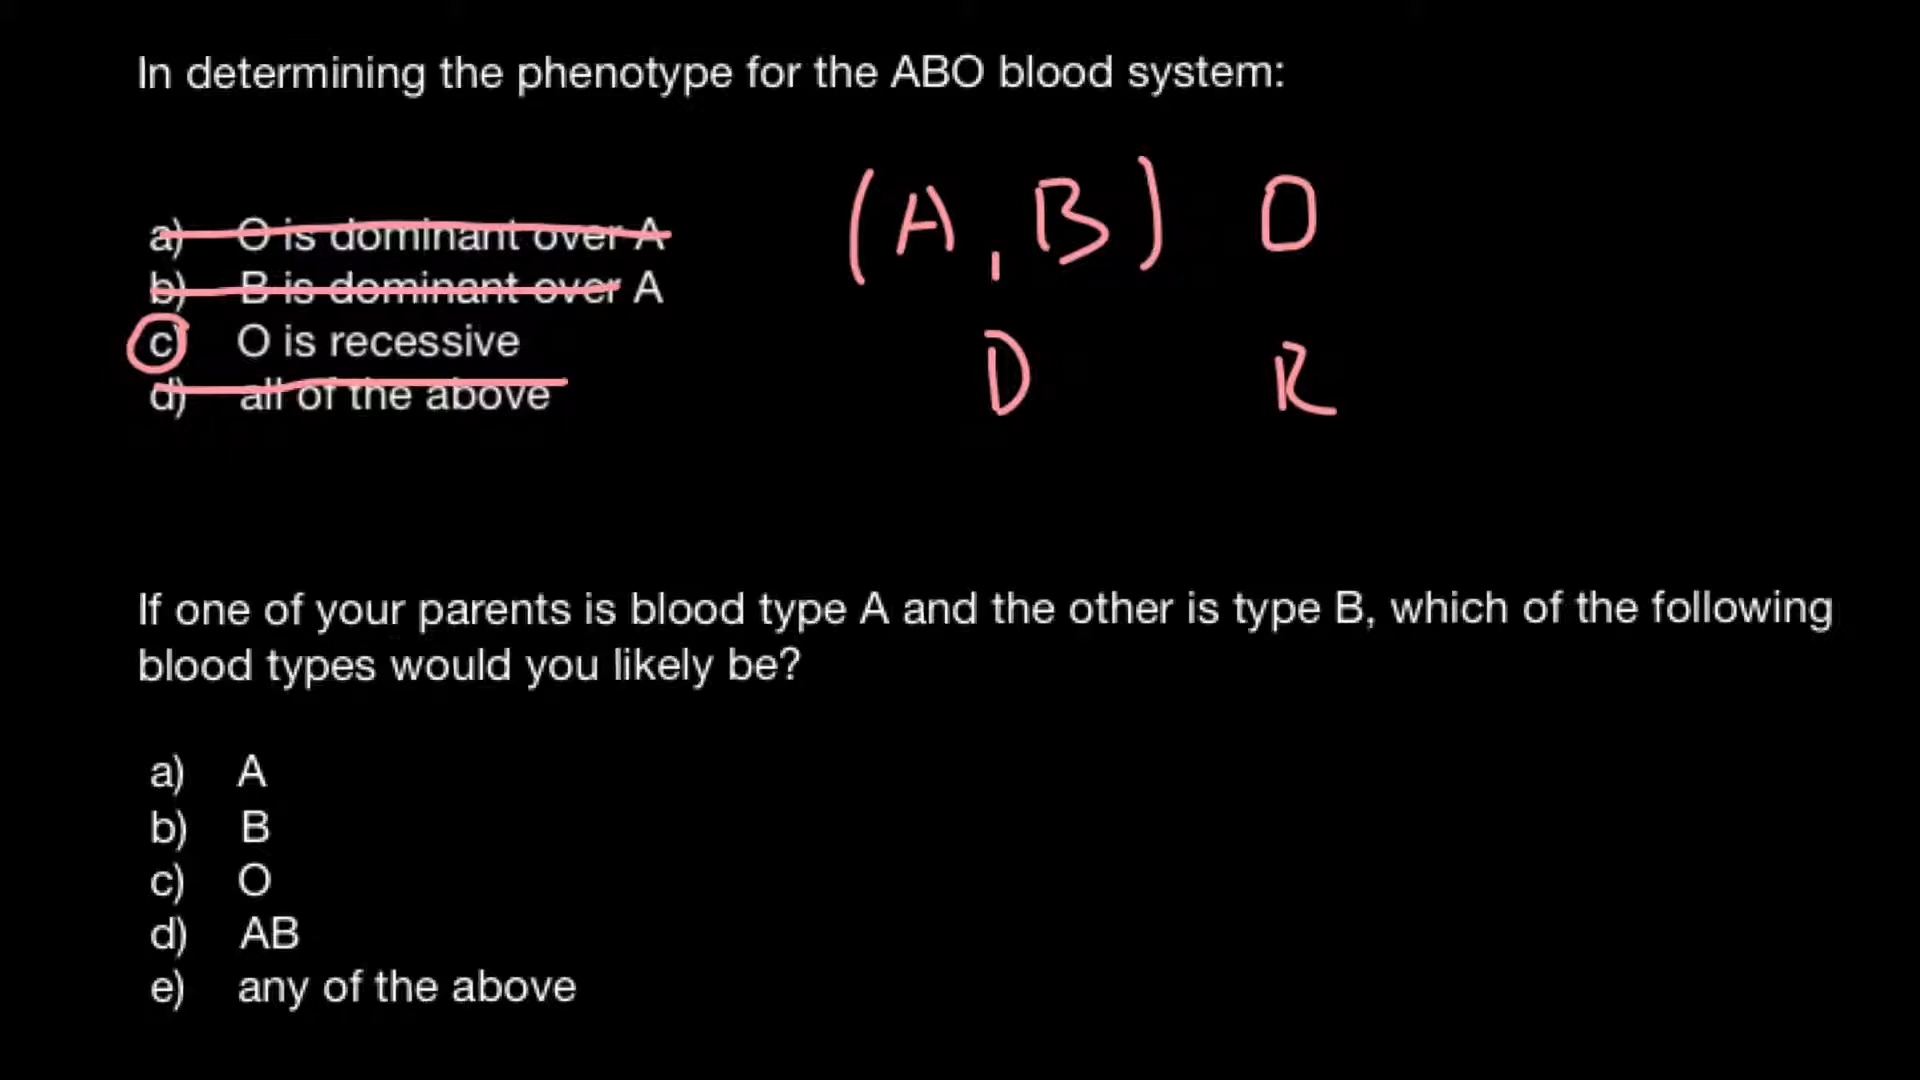 In determining the phenotype for the ABO blood system:
(A, B) O
a) O is dominant over A
b) B is dominant over A
c) O is recessive
d) all of the above
D R
If one of your parents is blood type A and the other is type B, which of the following
blood types would you likely be?
a) A
b) B
c) O
d) AB
e) any of the above